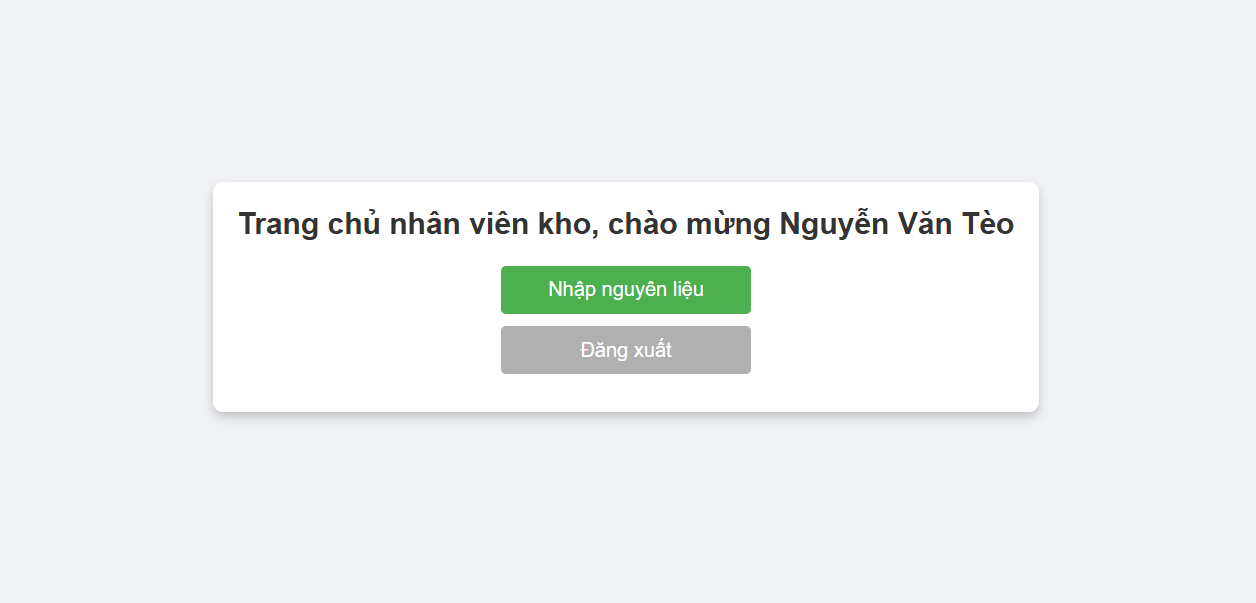 Trang chủ nhân viên kho, chào mừng Nguyễn Văn Tèo
Nhập nguyên liệu
Đăng xuất